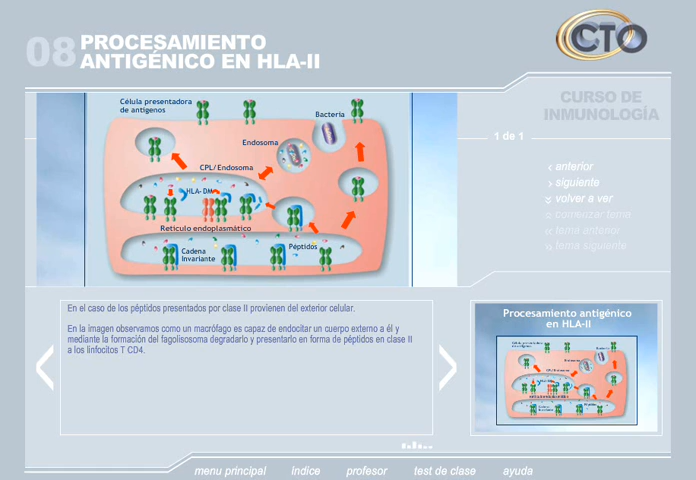 08 PROCESAMIENTO
ANTIGÉNICO EN HLA-II
CTO
CURSO DE
INMUNOLOGÍA
1 de 1
Célula presentadora
de antígenos
Bacteria
Endosoma
CPL/Endosoma
HLA-DM
Retículo endoplasmático
Cadena
Invariante
Péptidos
anterior
siguiente
volver a ver
comenzar tema
tema anterior
tema siguiente
En el caso de los péptidos presentados por clase II provienen del exterior celular.
En la imagen observamos como un macrófago es capaz de endocitar un cuerpo externo a él y
mediante la formación del fagolisosoma degradarlo y presentarlo en forma de péptidos en clase II
a los linfocitos T CD4.
Procesamiento antigénico
en HLA-II
menu principal
índice
profesor
test de clase
ayuda